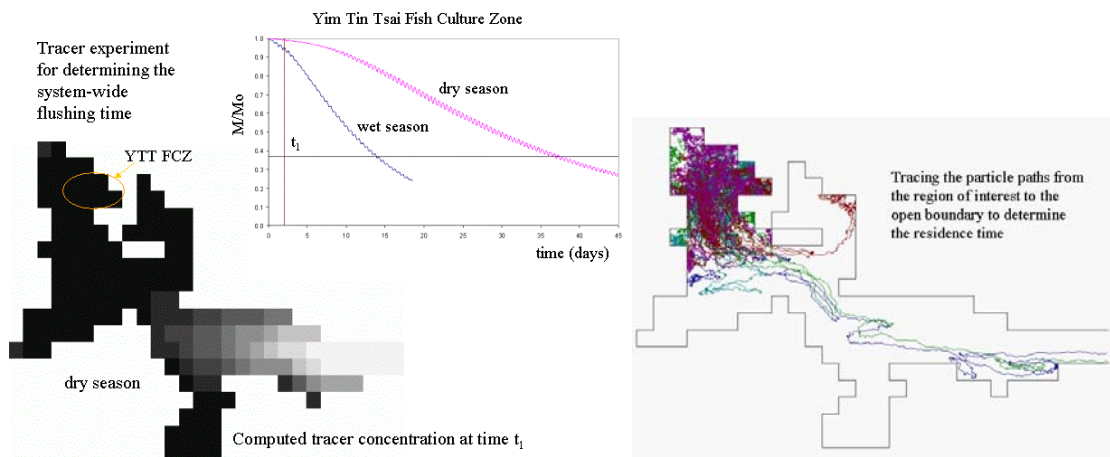 Yim Tin Tsai Fish Culture Zone
Tracer experiment
for determining the
system-wide
flushing time
M/Mo
1.0
0.9
0.8
0.7
0.6
0.5
0.4
0.3
0.2
0.1
0.0
dry season
wet season
t1
0 5 10 15 20 25 30 35 40 45
time (days)
YTT FCZ
dry season
Computed tracer concentration at time t1
Tracing the particle paths from
the region of interest to the
open boundary to determine
the residence time